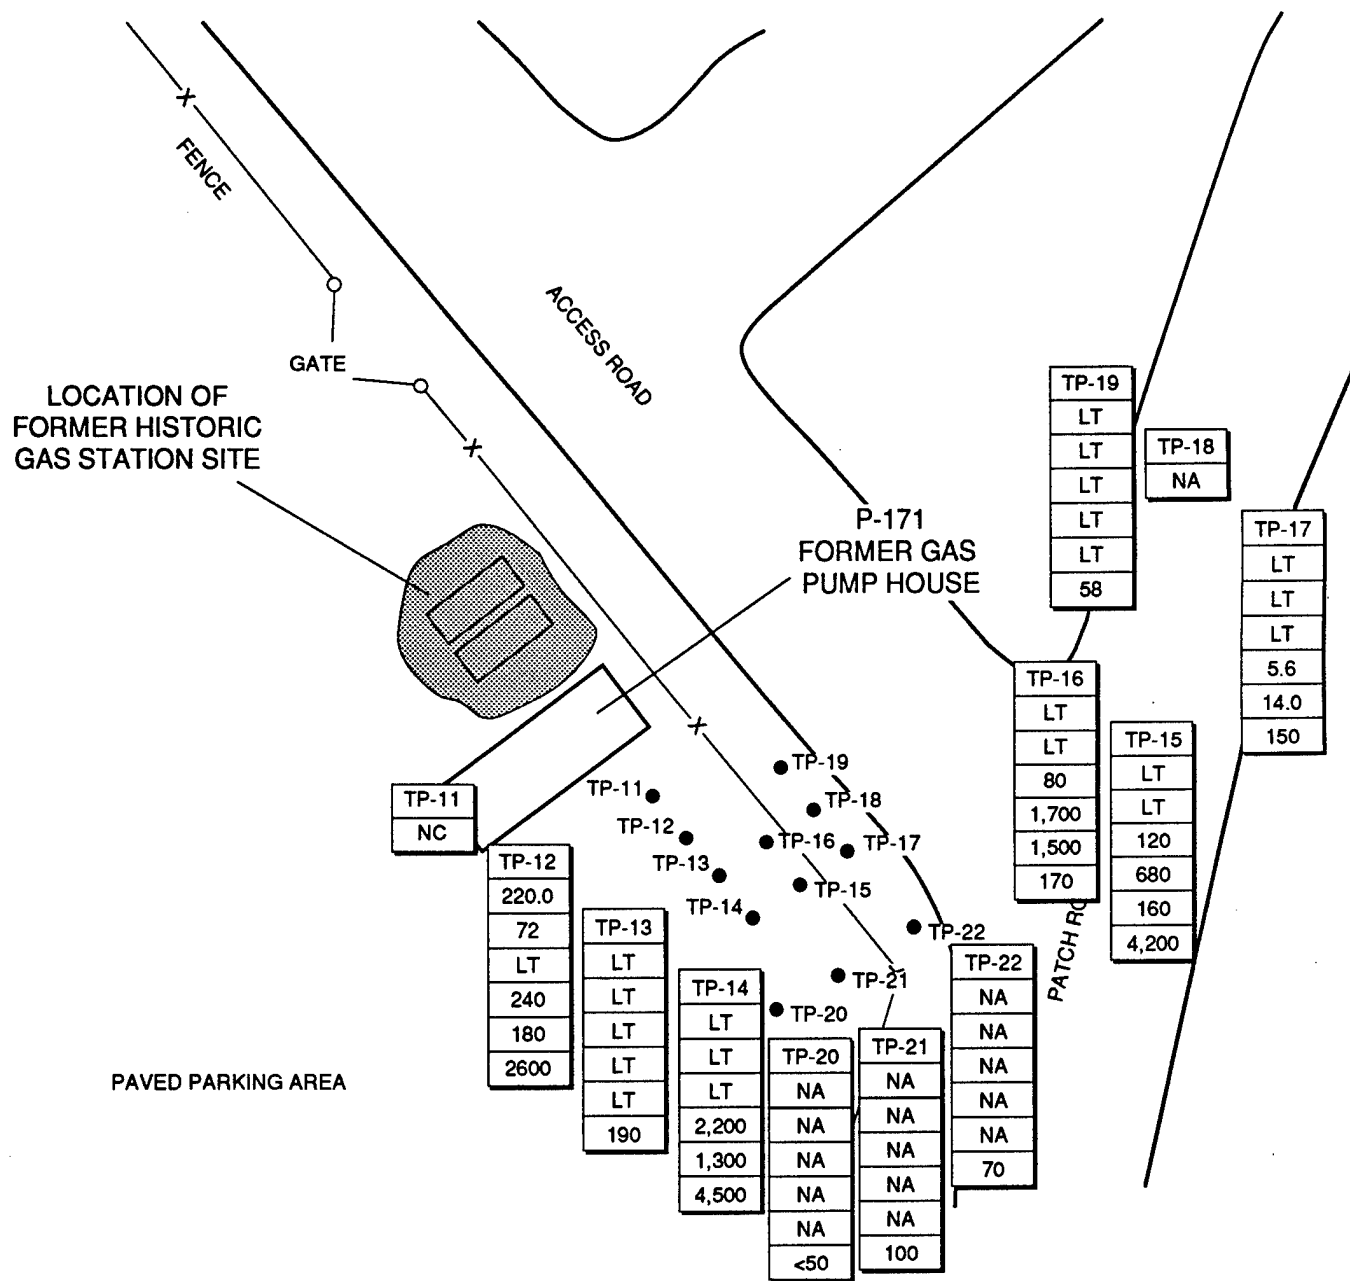 FENCE
ACCESS ROAD
GATE
LOCATION OF
FORMER HISTORIC
GAS STATION SITE
P-171
FORMER GAS
PUMP HOUSE
TP-19
LT
LT
LT
LT
LT
58
TP-18
NA
TP-17
LT
LT
LT
5.6
14.0
150
TP-16
LT
LT
80
1,700
1,500
170
TP-15
LT
LT
120
680
160
4,200
TP-19
TP-11
TP-18
TP-12
TP-16
TP-17
TP-13
TP-15
TP-14
TP-22
TP-21
TP-20
TP-11
NC
TP-12
220.0
72
LT
240
180
2600
TP-13
LT
LT
LT
LT
LT
190
TP-14
LT
LT
LT
2,200
1,300
4,500
TP-20
NA
NA
NA
NA
NA
<50
TP-21
NA
NA
NA
NA
NA
100
TP-22
NA
NA
NA
NA
NA
70
PATCH RO
PAVED PARKING AREA